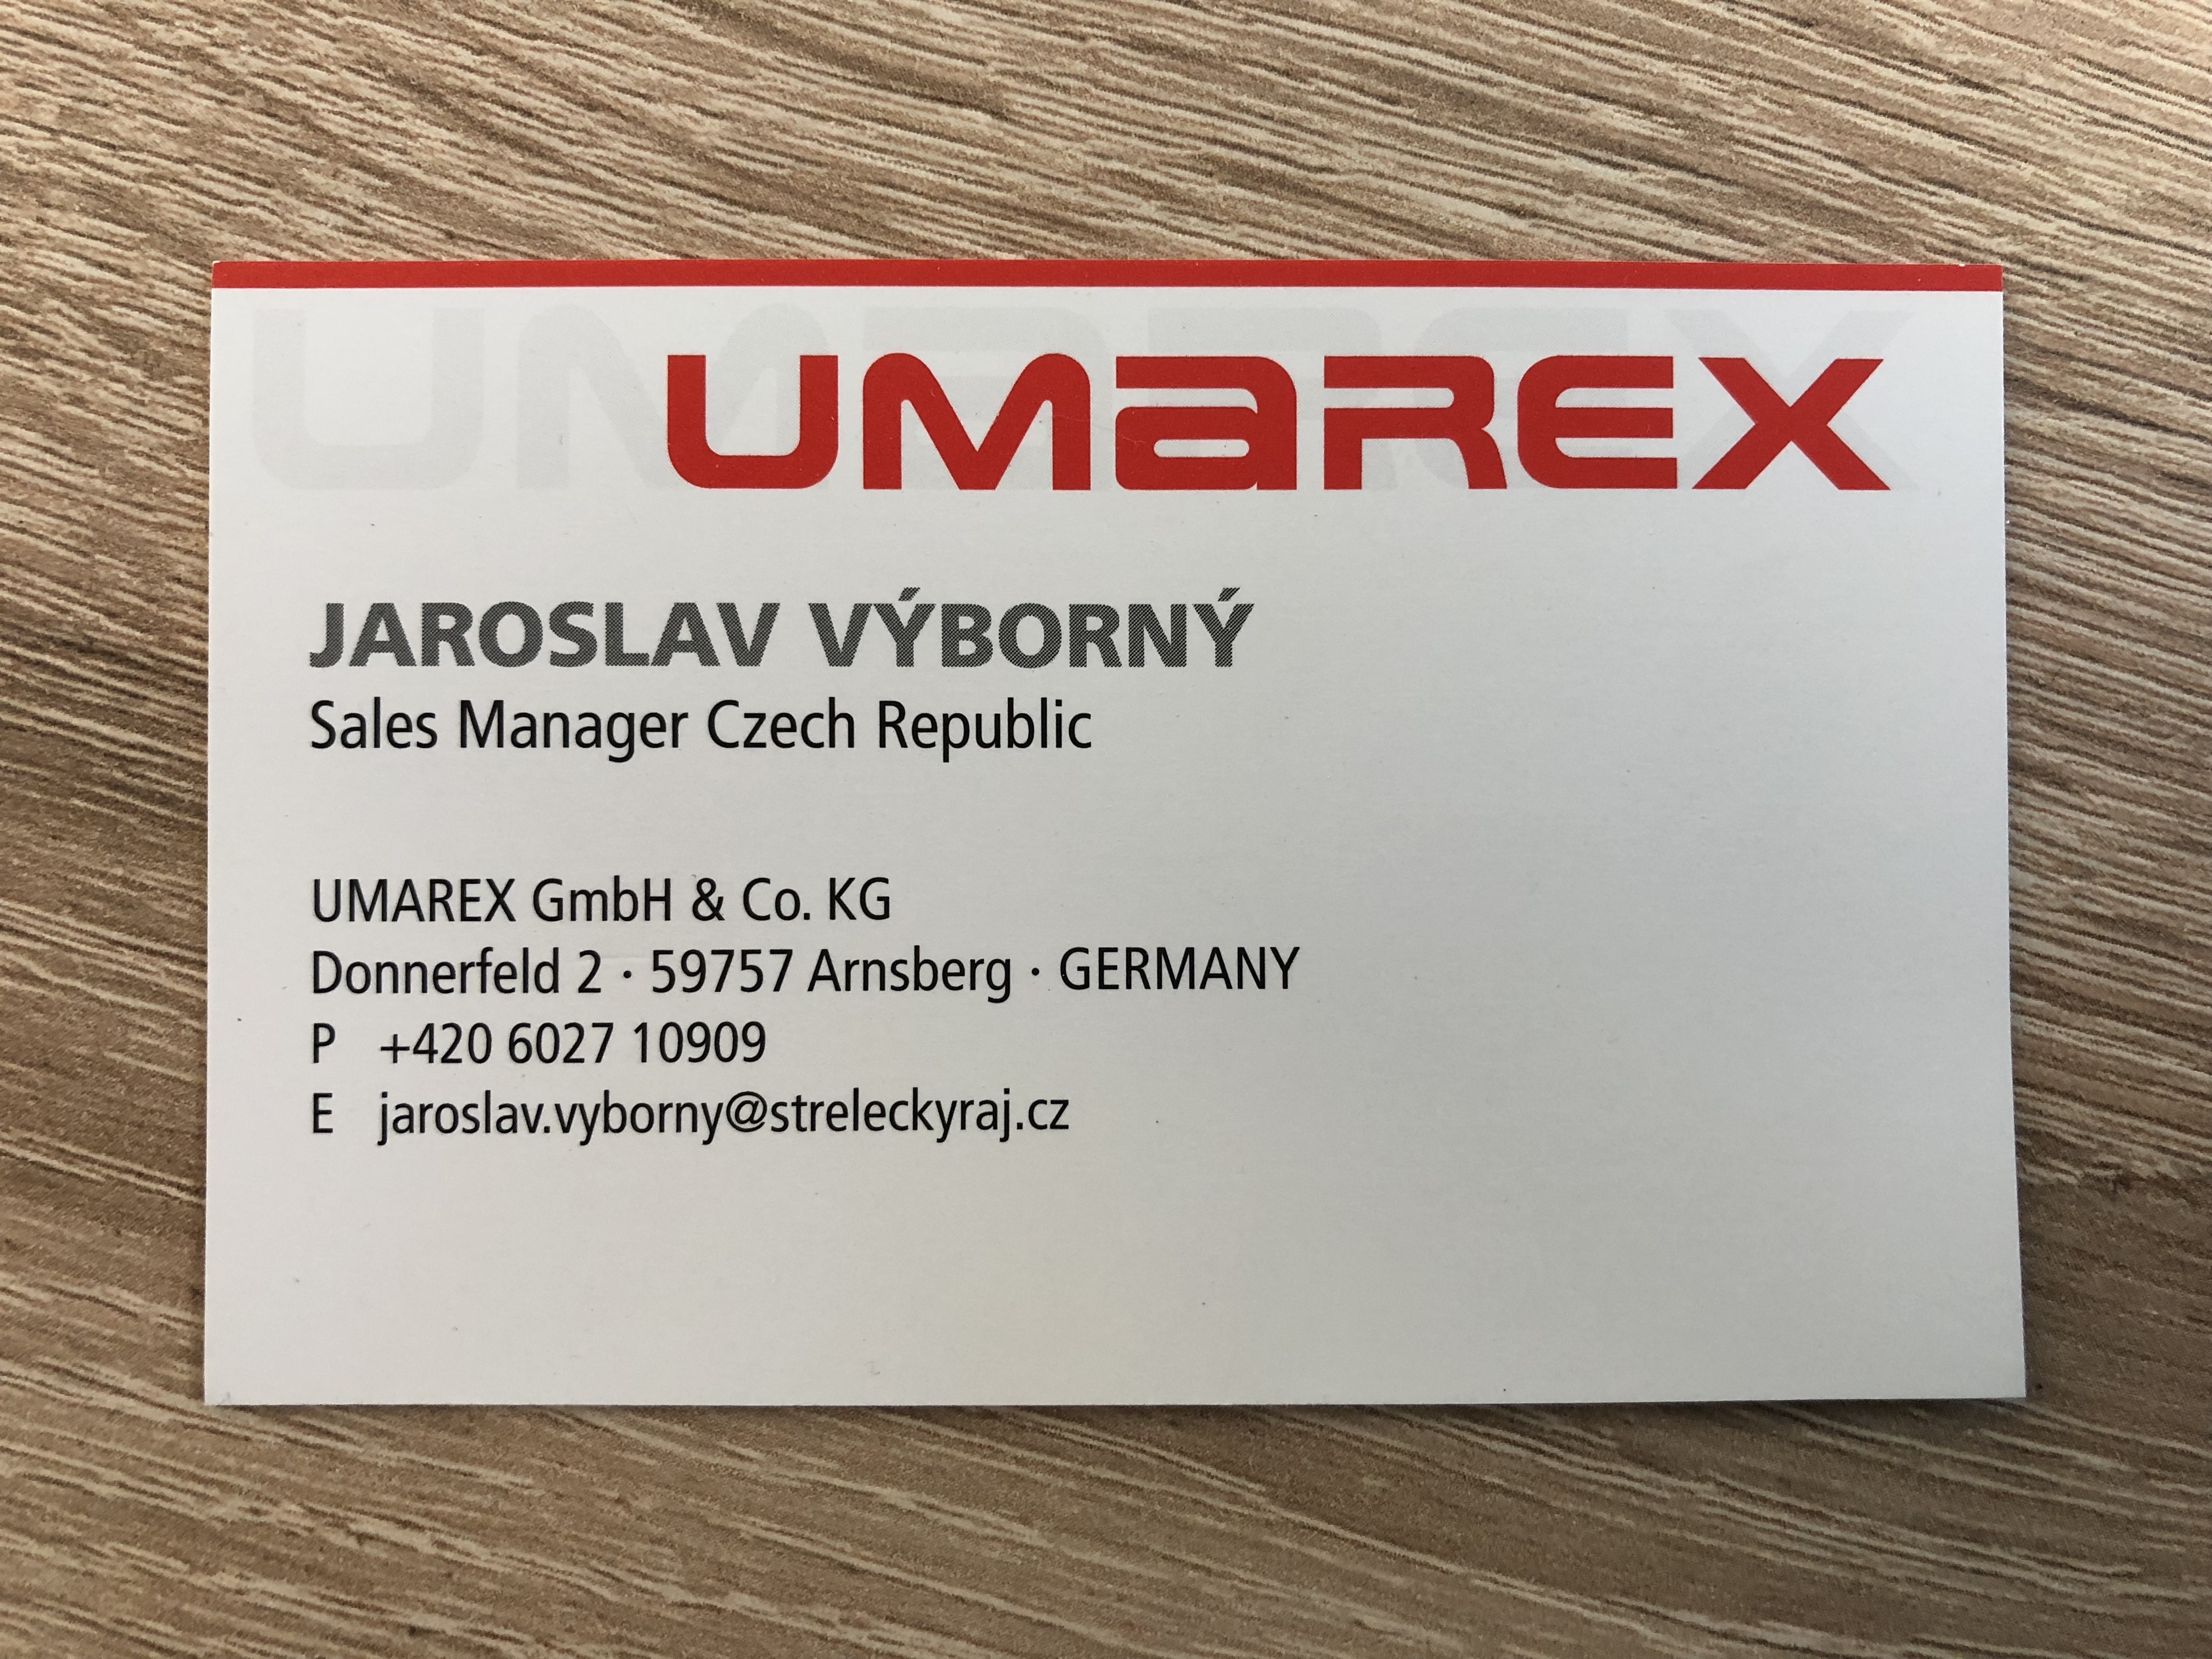 UMAREX
JAROSLAV VÝBORNÝ
Sales Manager Czech Republic
UMAREX GmbH & Co. KG
Donnerfeld 2 · 59757 Arnsberg · GERMANY
P +420 6027 10909
E jaroslav.vyborny@streleckyraj.cz